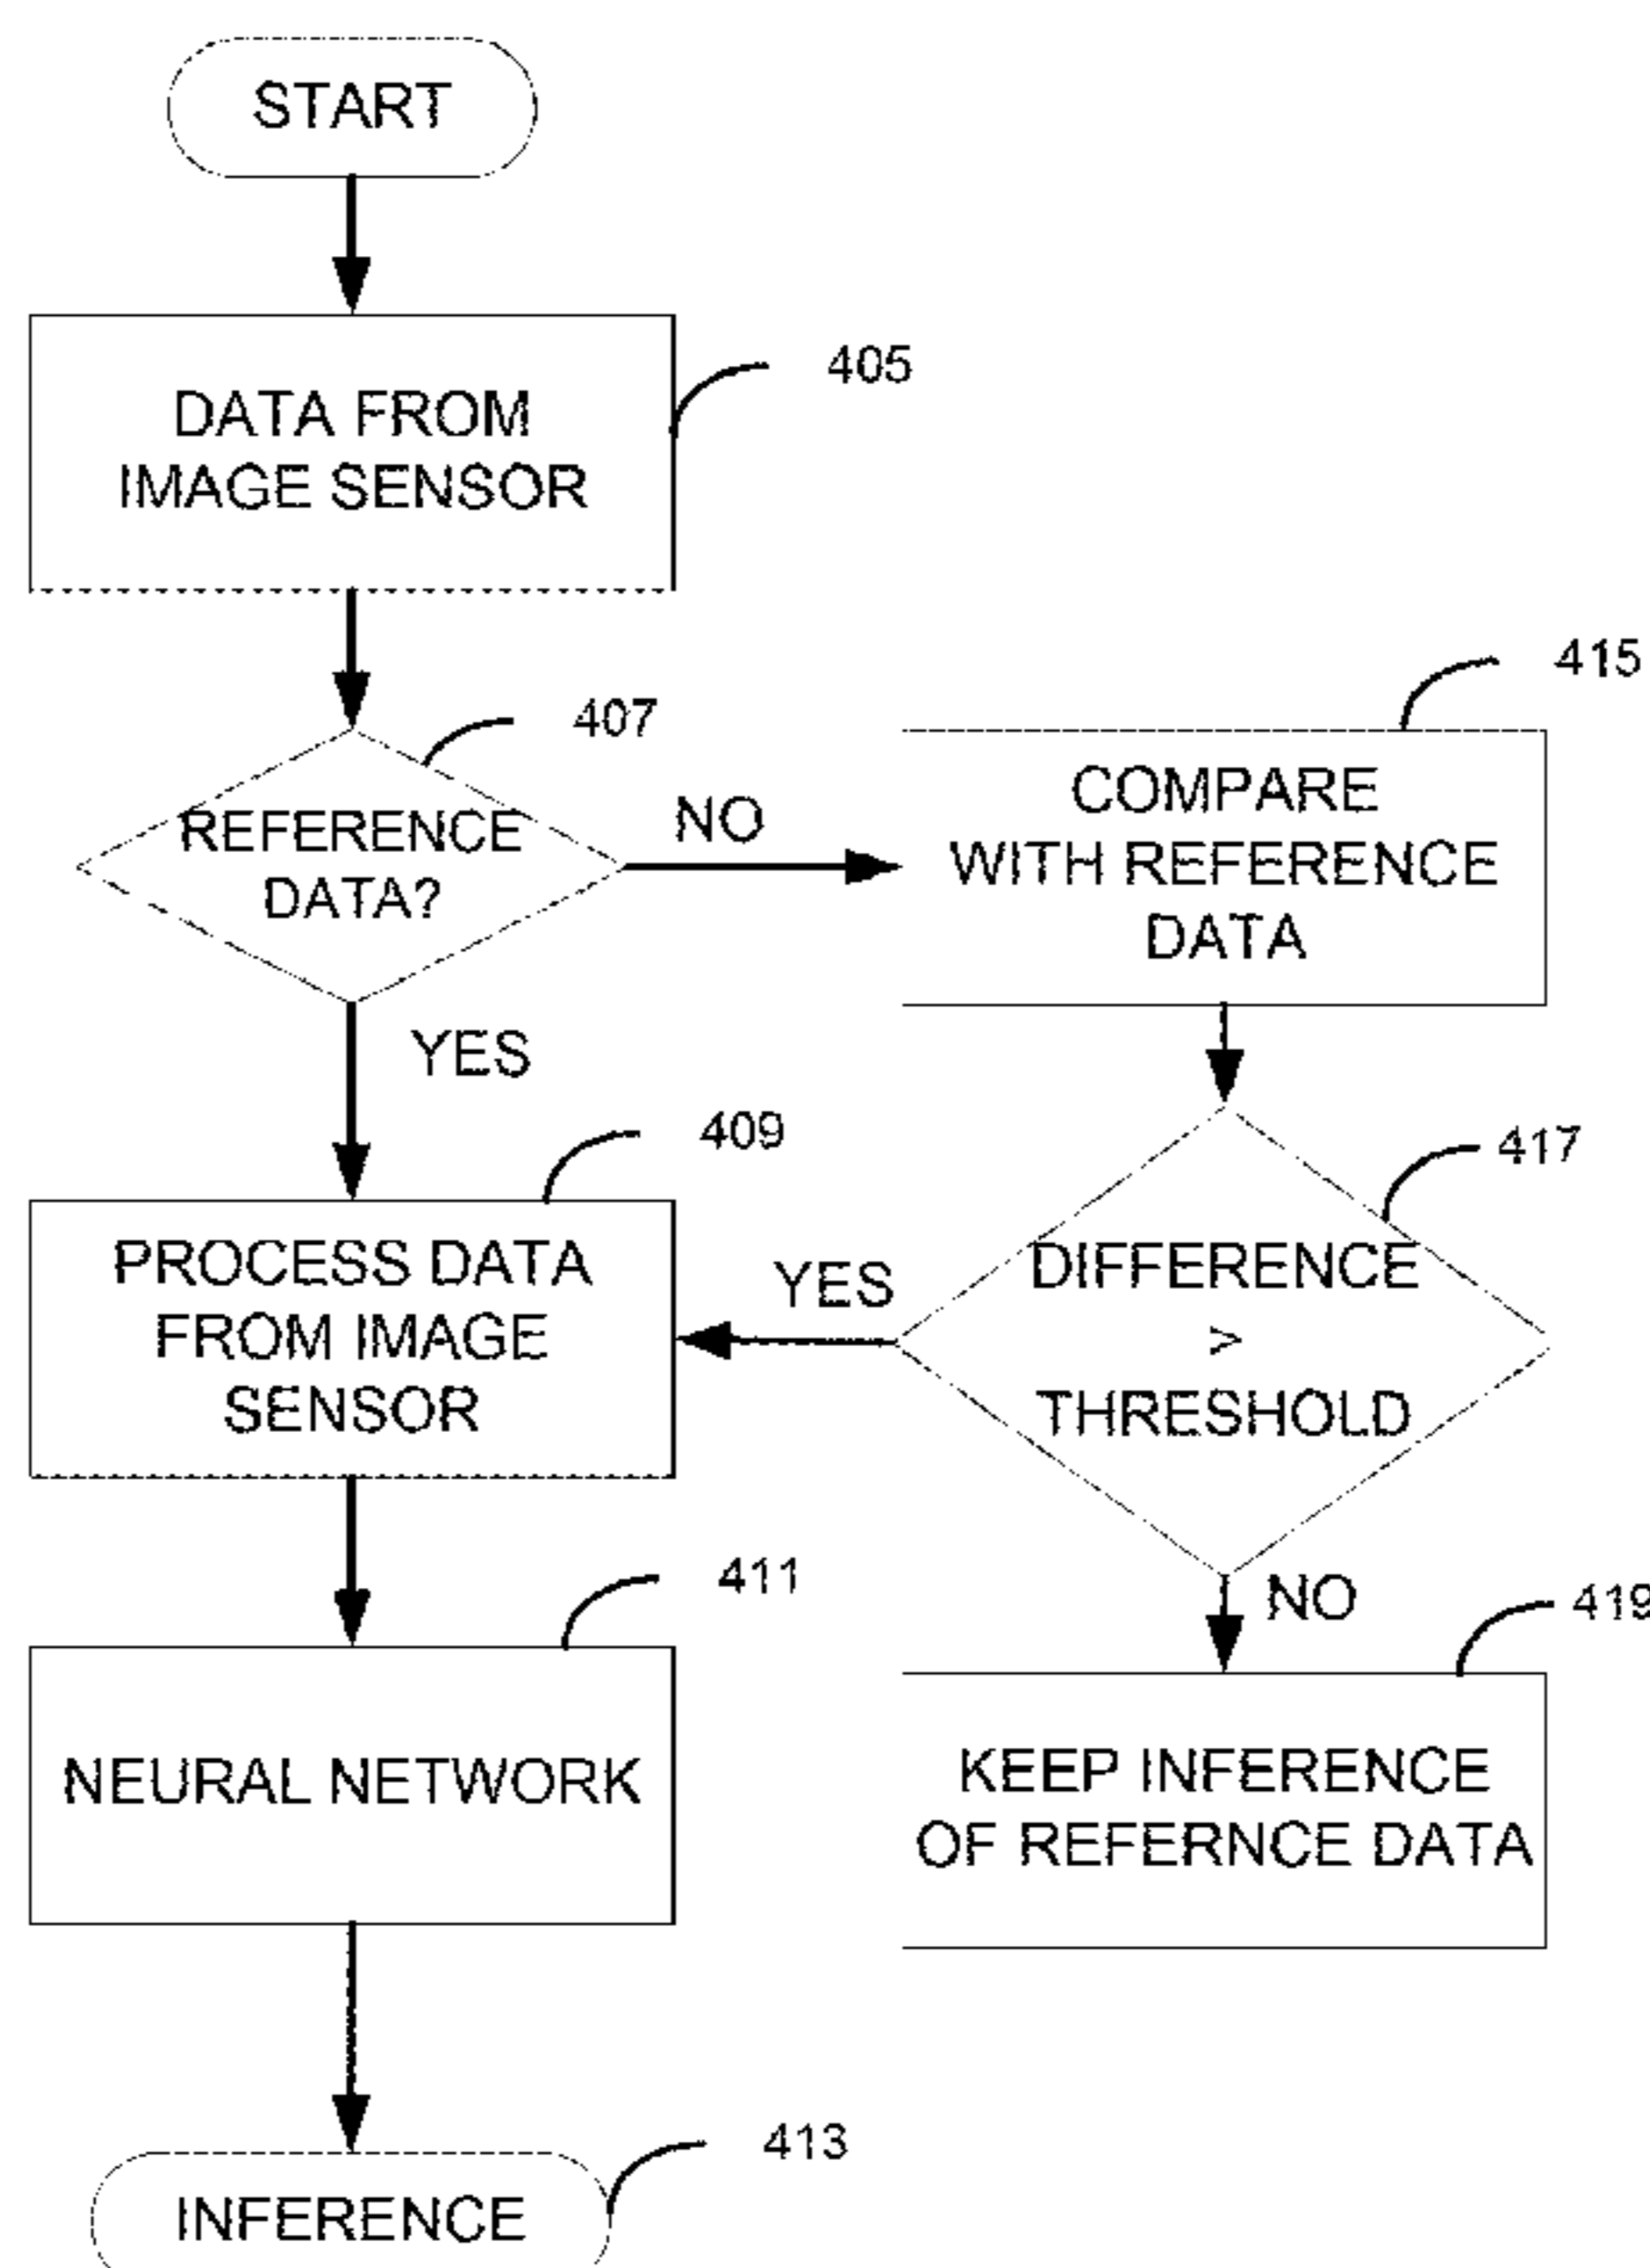 START
405
DATA FROM
IMAGE SENSOR
407
REFERENCE
DATA?
NO
YES
415
COMPARE
WITH REFERENCE
DATA
409
PROCESS DATA
FROM IMAGE
SENSOR
417
DIFFERENCE
>
THRESHOLD
YES
NO
411
NEURAL NETWORK
419
KEEP INFERENCE
OF REFERNCE DATA
413
INFERENCE